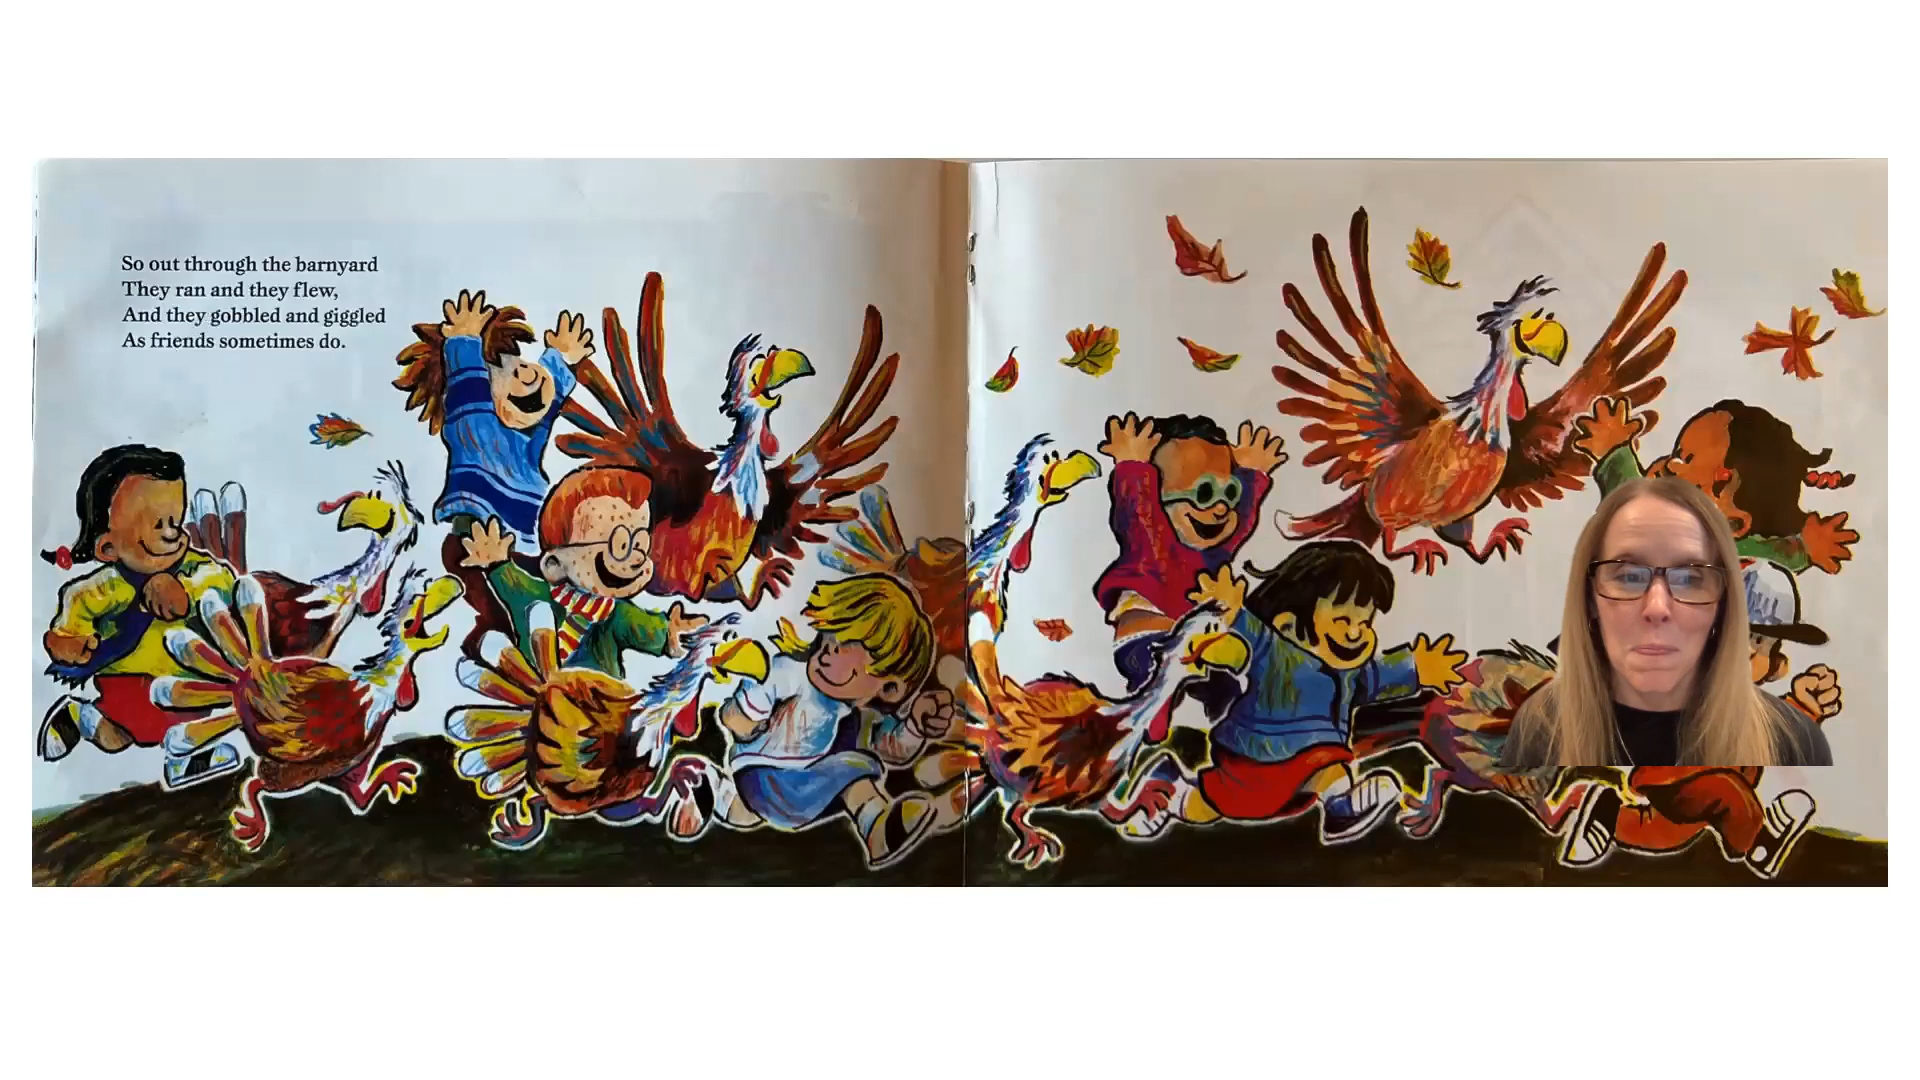 So out through the barnyard
They ran and they flew,
And they gobbled and giggled
As friends sometimes do.